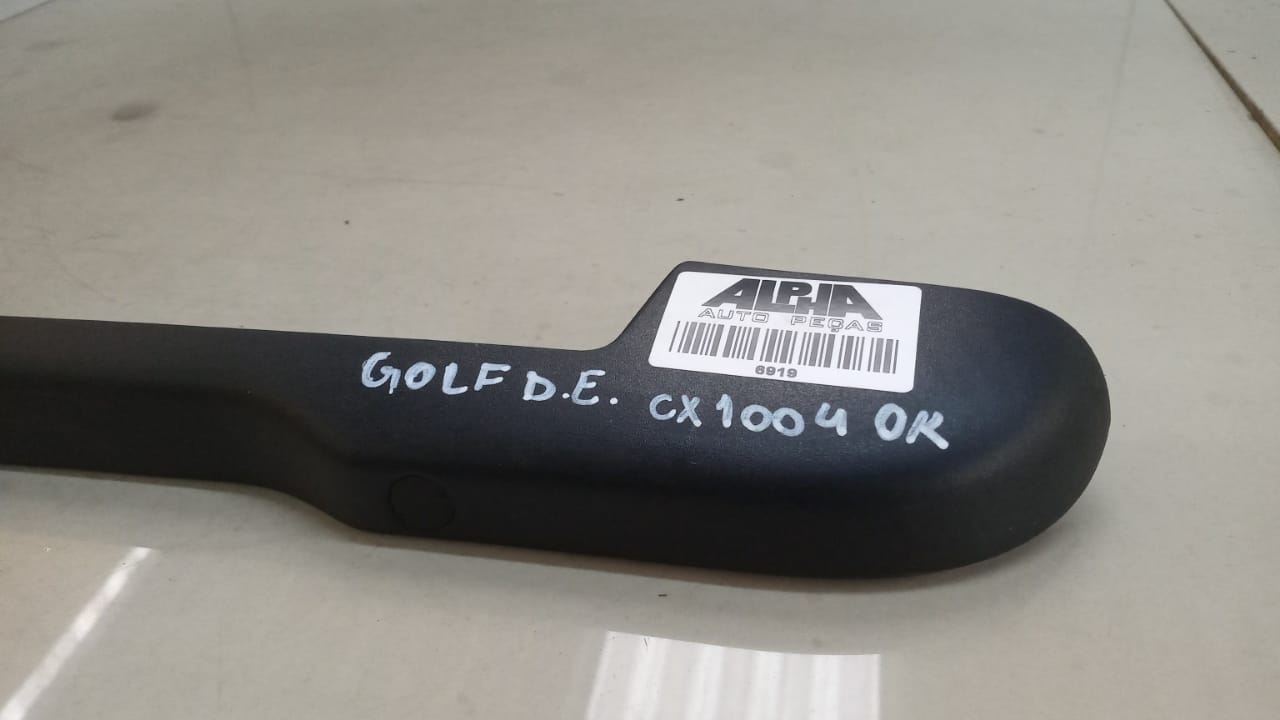 ALPHA
AUTO PEÇAS
6919
GOLF D.E. CX1004 OK